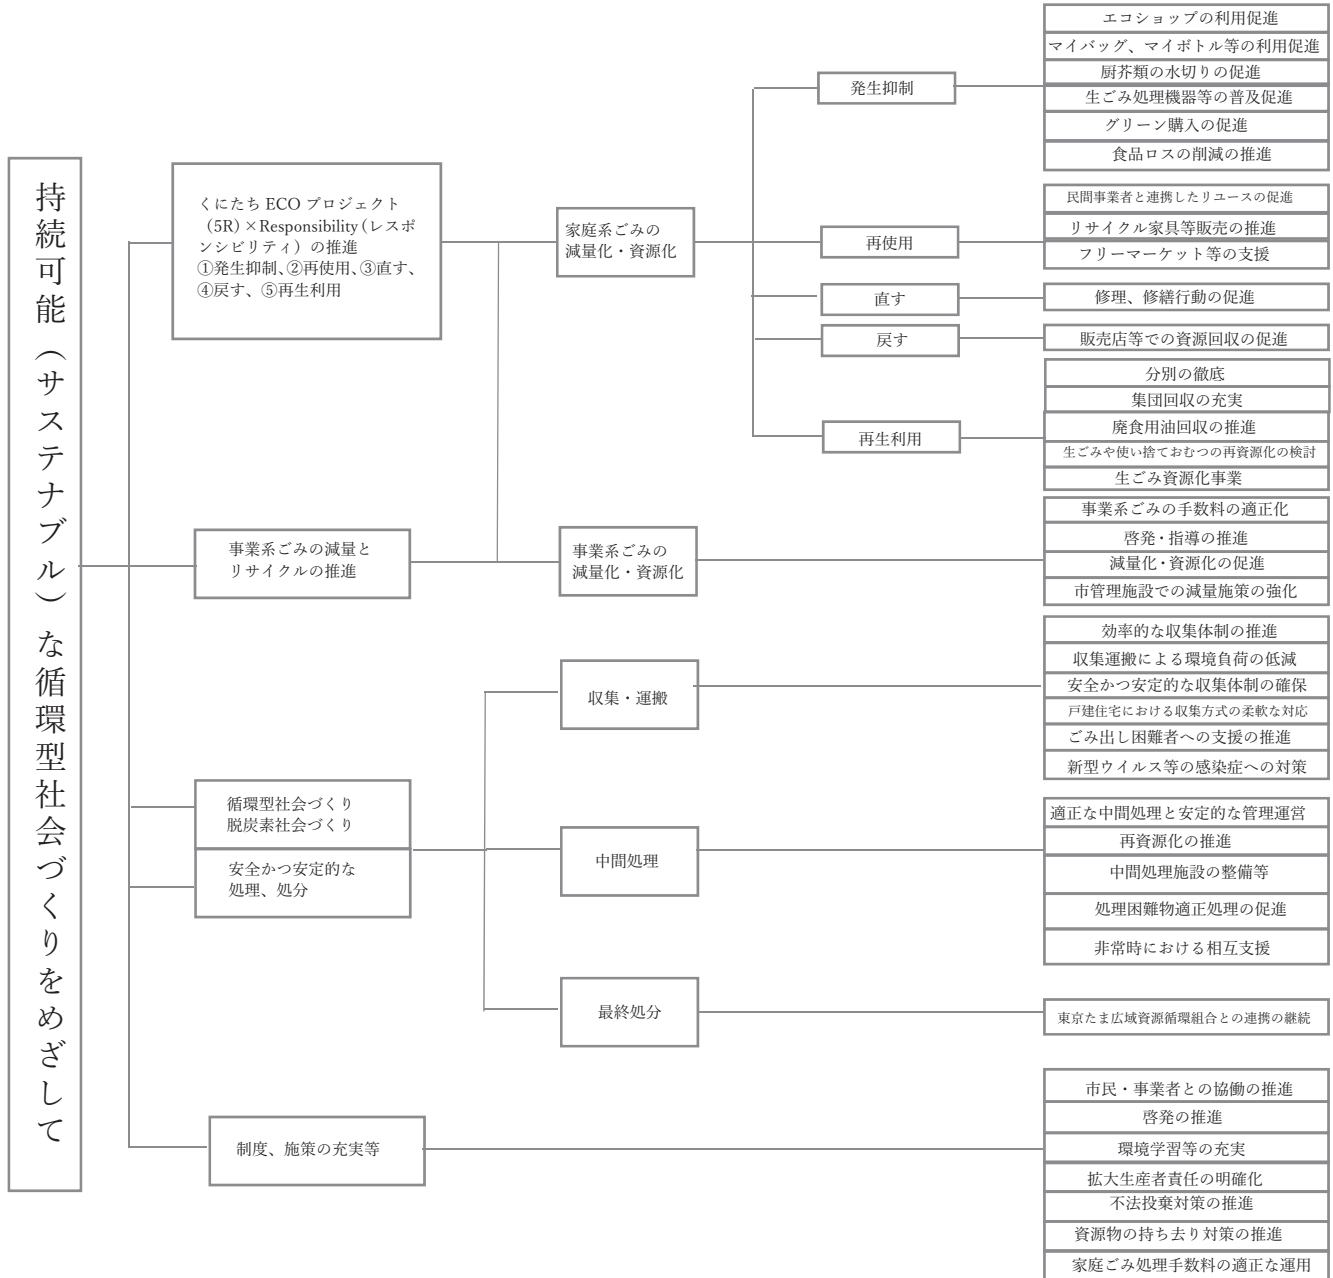 持続可能（サステナブル）な循環型社会づくりをめざして
くにたち ECO プロジェクト
（5R）×Responsibility（レスポ
ンシビリティ）の推進
①発生抑制、②再使用、③直す、
④戻す、⑤再生利用
事業系ごみの減量と
リサイクルの推進
循環型社会づくり
脱炭素社会づくり
安全かつ安定的な
処理、処分
制度、施策の充実等
家庭系ごみの
減量化・資源化
事業系ごみの
減量化・資源化
収集・運搬
中間処理
最終処分
発生抑制
再使用
直す
戻す
再生利用
エコショップの利用促進
マイバッグ、マイボトル等の利用促進
厨芥類の水切りの促進
生ごみ処理機器等の普及促進
グリーン購入の促進
食品ロスの削減の推進
民間事業者と連携したリユースの促進
リサイクル家具等販売の推進
フリーマーケット等の支援
修理、修繕行動の促進
販売店等での資源回収の促進
分別の徹底
集団回収の充実
廃食用油回収の推進
生ごみや使い捨ておむつの再資源化の検討
生ごみ資源化事業
事業系ごみの手数料の適正化
啓発・指導の推進
減量化・資源化の促進
市管理施設での減量施策の強化
効率的な収集体制の推進
収集運搬による環境負荷の低減
安全かつ安定的な収集体制の確保
戸建住宅における収集方式の柔軟な対応
ごみ出し困難者への支援の推進
新型ウイルス等の感染症への対策
適正な中間処理と安定的な管理運営
再資源化の推進
中間処理施設の整備等
処理困難物適正処理の促進
非常時における相互支援
東京たま広域資源循環組合との連携の継続
市民・事業者との協働の推進
啓発の推進
環境学習等の充実
拡大生産者責任の明確化
不法投棄対策の推進
資源物の持ち去り対策の推進
家庭ごみ処理手数料の適正な運用